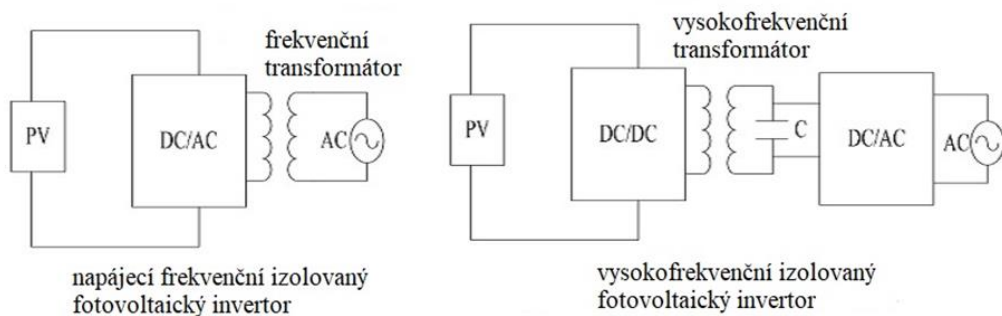 frekvenční
transformátor
PV
DC/AC
AC
napájecí frekvenční izolovaný
fotovoltaický invertor
vysokofrekvenční
transformátor
PV
DC/DC
C
DC/AC
AC
vysokofrekvenční izolovaný
fotovoltaický invertor